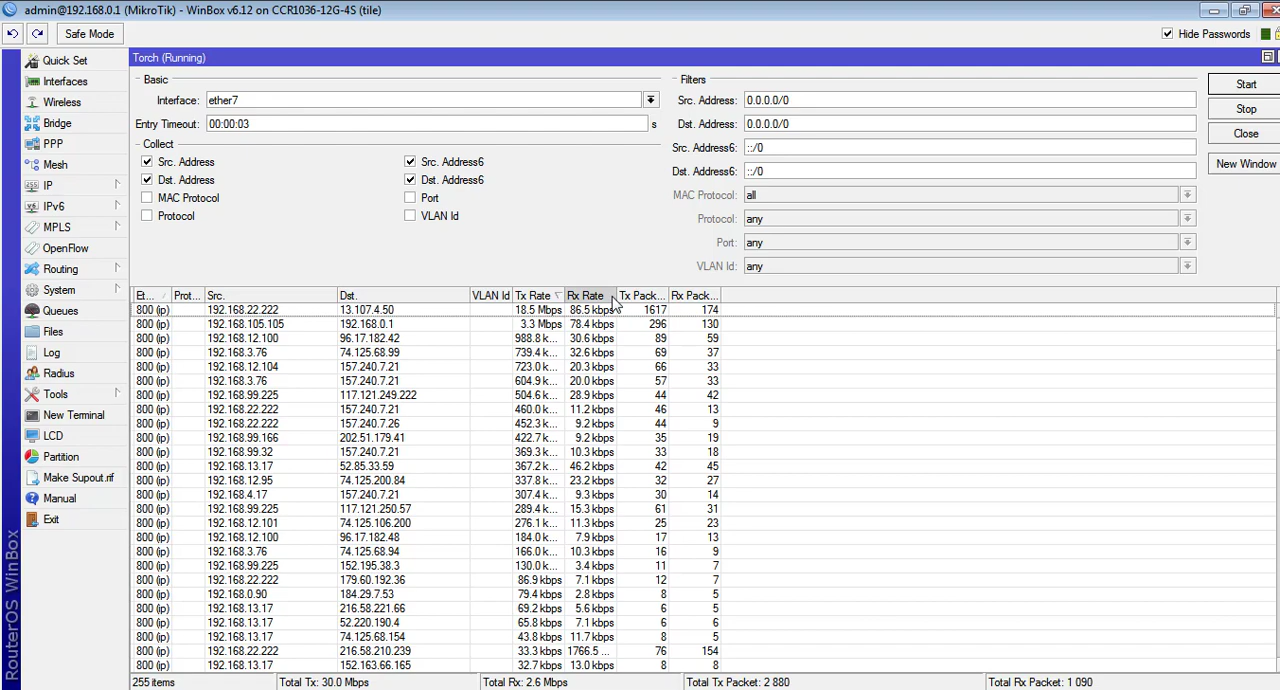 admin@192.168.0.1 (MikroTik) - WinBox v6.12 on CCR1036-12G-4S (tile)
Safe Mode
Hide Passwords
Quick Set
Interfaces
Wireless
Bridge
PPP
Mesh
IP
IPv6
MPLS
OpenFlow
Routing
System
Queues
Files
Log
Radius
Tools
New Terminal
LCD
Partition
Make Supout.rif
Manual
Exit
RouterOS WinBox
Torch (Running)
Basic
Interface: ether7
Entry Timeout: 00:00:03 s
Collect
Src. Address
Src. Address6
Dst. Address
Dst. Address6
MAC Protocol
Port
Protocol
VLAN Id
Filters
Src. Address: 0.0.0.0/0
Dst. Address: 0.0.0.0/0
Src. Address6: ::/0
Dst. Address6: ::/0
MAC Protocol: all
Protocol: any
Port: any
VLAN Id: any
Start
Stop
Close
New Window
Et... Prot... Src. Dst. VLAN Id Tx Rate Rx Rate Tx Pack... Rx Pack...
800 (ip) 192.168.22.222 13.107.4.50 18.5 Mbps 86.5 kbps 1617 174
800 (ip) 192.168.105.105 192.168.0.1 3.3 Mbps 78.4 kbps 296 130
800 (ip) 192.168.12.100 96.17.182.42 988.8 k... 30.6 kbps 89 59
800 (ip) 192.168.3.76 74.125.68.99 739.4 k... 32.6 kbps 69 37
800 (ip) 192.168.12.104 157.240.7.21 723.0 k... 20.3 kbps 66 33
800 (ip) 192.168.3.76 157.240.7.21 604.9 k... 20.0 kbps 57 33
800 (ip) 192.168.99.225 117.121.249.222 504.6 k... 28.9 kbps 44 42
800 (ip) 192.168.22.222 157.240.7.21 460.0 k... 11.2 kbps 46 13
800 (ip) 192.168.22.222 157.240.7.26 452.3 k... 9.2 kbps 44 9
800 (ip) 192.168.99.166 202.51.179.41 422.7 k... 9.2 kbps 35 19
800 (ip) 192.168.99.32 157.240.7.21 369.3 k... 10.3 kbps 33 18
800 (ip) 192.168.13.17 52.85.33.59 367.2 k... 46.2 kbps 42 45
800 (ip) 192.168.12.95 74.125.200.84 337.8 k... 23.2 kbps 32 27
800 (ip) 192.168.4.17 157.240.7.21 307.4 k... 9.3 kbps 30 14
800 (ip) 192.168.99.225 117.121.250.57 289.4 k... 15.3 kbps 61 31
800 (ip) 192.168.12.101 74.125.106.200 276.1 k... 11.3 kbps 25 23
800 (ip) 192.168.12.100 96.17.182.48 184.0 k... 7.9 kbps 17 13
800 (ip) 192.168.3.76 74.125.68.94 166.0 k... 10.3 kbps 16 9
800 (ip) 192.168.99.225 152.195.38.3 130.0 k... 3.4 kbps 11 7
800 (ip) 192.168.22.222 179.60.192.36 86.9 kbps 7.1 kbps 12 7
800 (ip) 192.168.0.90 184.29.7.53 79.4 kbps 2.8 kbps 8 5
800 (ip) 192.168.13.17 216.58.221.66 69.2 kbps 5.6 kbps 6 5
800 (ip) 192.168.13.17 52.220.190.4 65.8 kbps 7.1 kbps 6 6
800 (ip) 192.168.13.17 74.125.68.154 43.8 kbps 11.7 kbps 8 5
800 (ip) 192.168.22.222 216.58.210.239 33.3 kbps 1766.5 ... 76 154
800 (ip) 192.168.13.17 152.163.66.165 32.7 kbps 13.0 kbps 8 8
255 items Total Tx: 30.0 Mbps Total Rx: 2.6 Mbps Total Tx Packet: 2 880 Total Rx Packet: 1 090